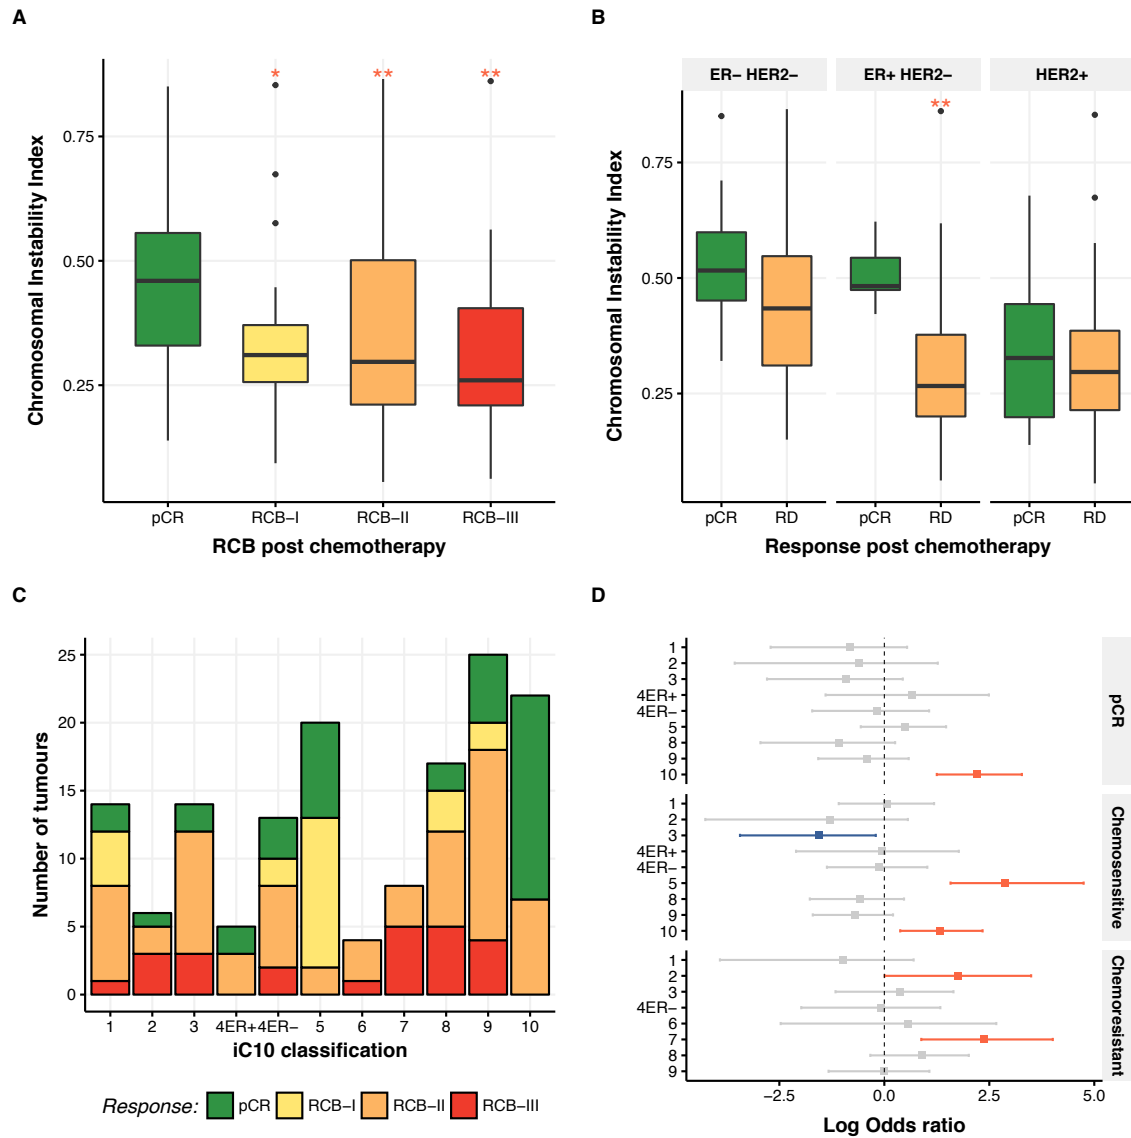 A
Chromosomal Instability Index
0.75
0.50
0.25
* ** **
pCR RCB−I RCB−II RCB−III
RCB post chemotherapy
B
Chromosomal Instability Index
ER− HER2− ER+ HER2− HER2+
**
0.75
0.50
0.25
pCR RD pCR RD pCR RD
Response post chemotherapy
C
Number of tumours
25
20
15
10
5
0
1 2 3 4ER+ 4ER− 5 6 7 8 9 10
iC10 classification
Response: pCR RCB−I RCB−II RCB−III
D
1
2
3
4ER+
4ER−
5
8
9
10
pCR
1
2
3
4ER+
4ER−
5
8
9
10
Chemosensitive
1
2
3
4ER−
6
7
8
9
Chemoresistant
−2.5 0.0 2.5 5.0
Log Odds ratio